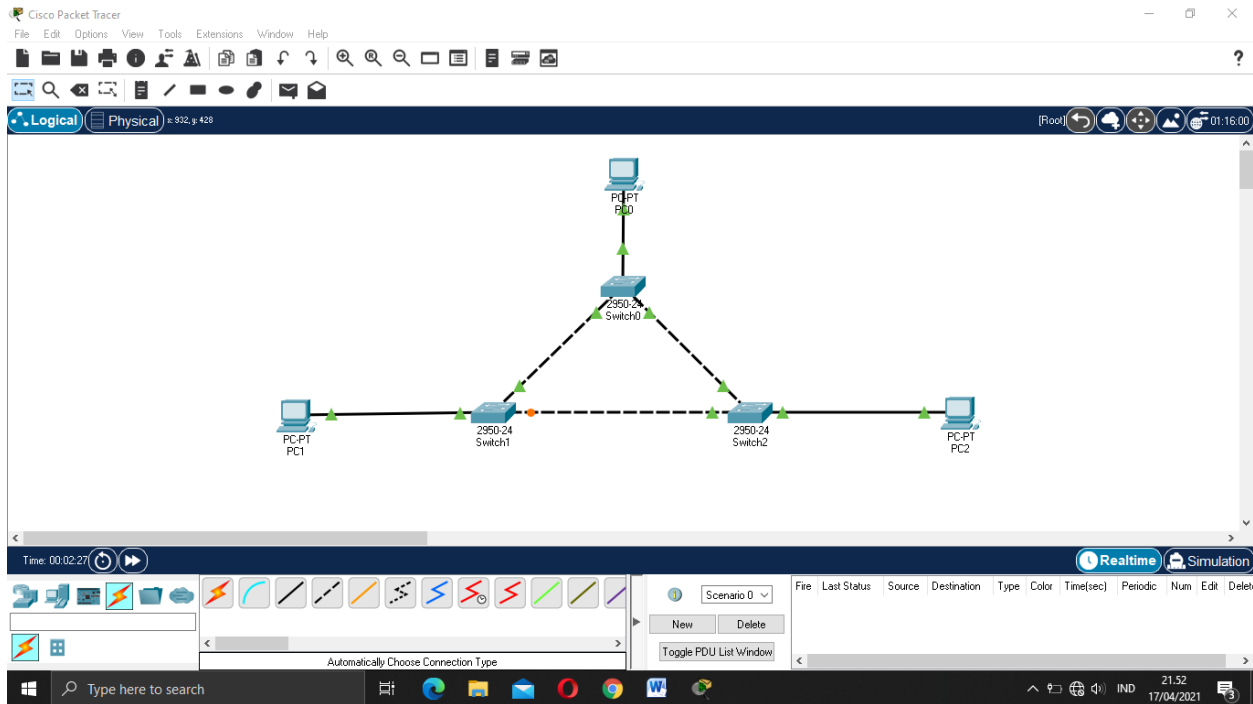 Cisco Packet Tracer
File Edit Options View Tools Extensions Window Help
?
Logical Physical x: 932, y: 428 [Root] 01:16:00
PC-PT
PC0
2950-24
Switch0
PC-PT
PC1
2950-24
Switch1
2950-24
Switch2
PC-PT
PC2
Time: 00:02:27 Realtime Simulation
Scenario 0
New Delete
Toggle PDU List Window
Fire Last Status Source Destination Type Color Time(sec) Periodic Num Edit Delete
Automatically Choose Connection Type
Type here to search
IND
21.52
17/04/2021
3